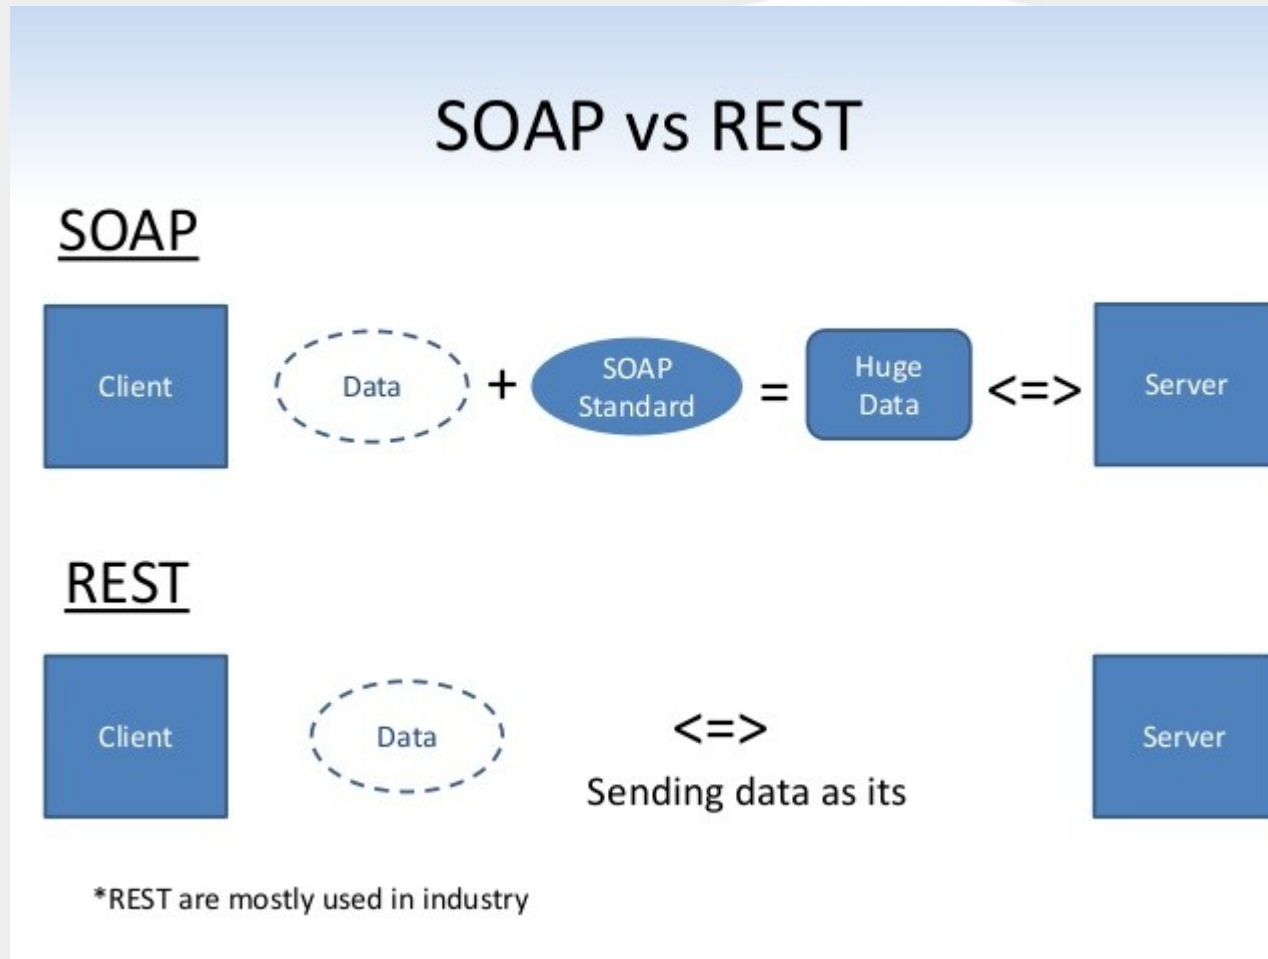 SOAP vs REST
SOAP
Client
Data
+
SOAP
Standard
=
Huge
Data
<=>
Server
REST
Client
Data
<=>
Sending data as its
Server
*REST are mostly used in industry